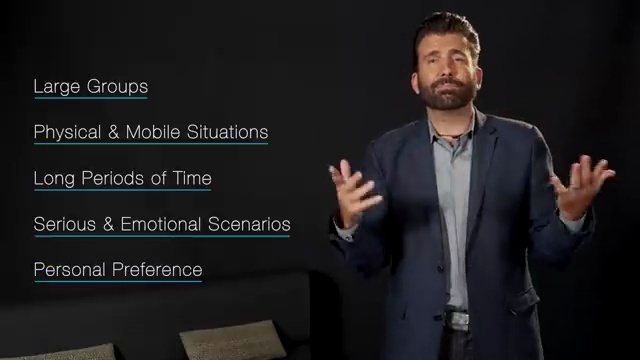 Large Groups
Physical & Mobile Situations
Long Periods of Time
Serious & Emotional Scenarios
Personal Preference